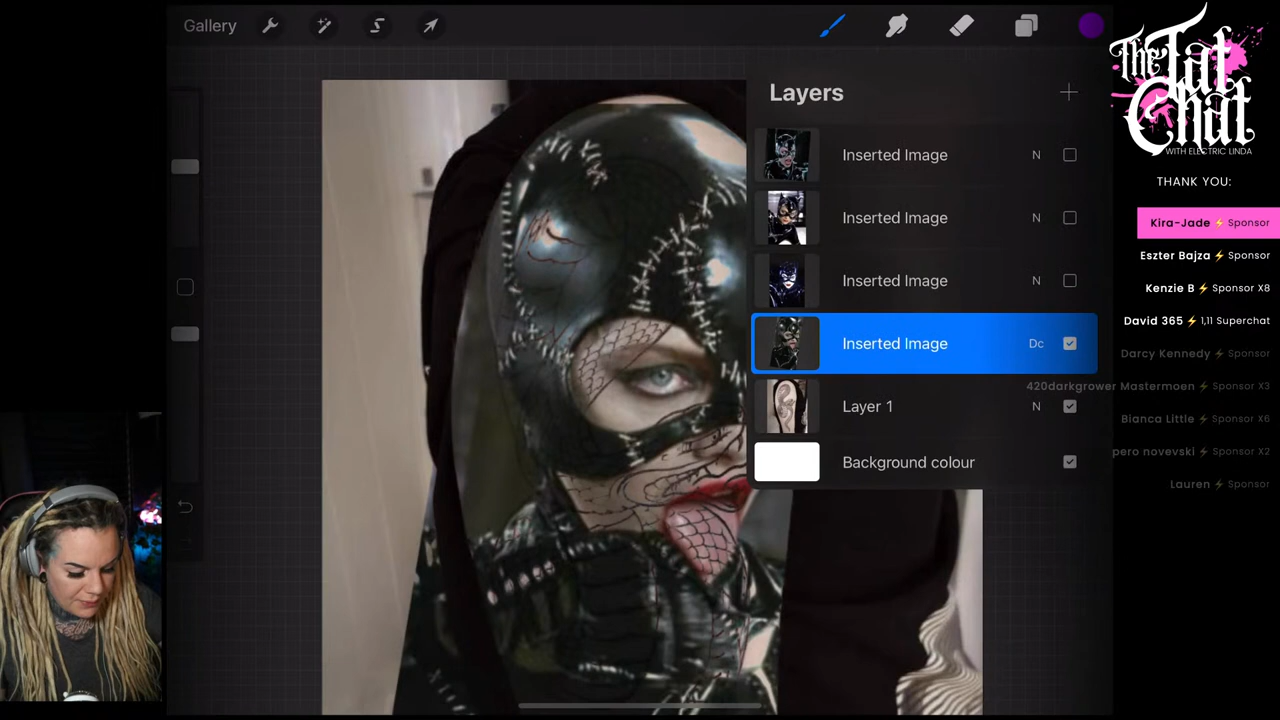 Gallery
Layers
Inserted Image N
Inserted Image N
Inserted Image N
Inserted Image Dc
Layer 1 N
Background colour
The
Tat
Chat
WITH ELECTRIC LINDA
THANK YOU:
Kira-Jade ⚡ Sponsor
Eszter Bajza ⚡ Sponsor
Kenzie B ⚡ Sponsor X8
David 365 ⚡ 1,11 Superchat
Darcy Kennedy ⚡ Sponsor
420darkgrower Mastermoen ⚡ Sponsor X3
Bianca Little ⚡ Sponsor X6
pero novevski ⚡ Sponsor X2
Lauren ⚡ Sponsor